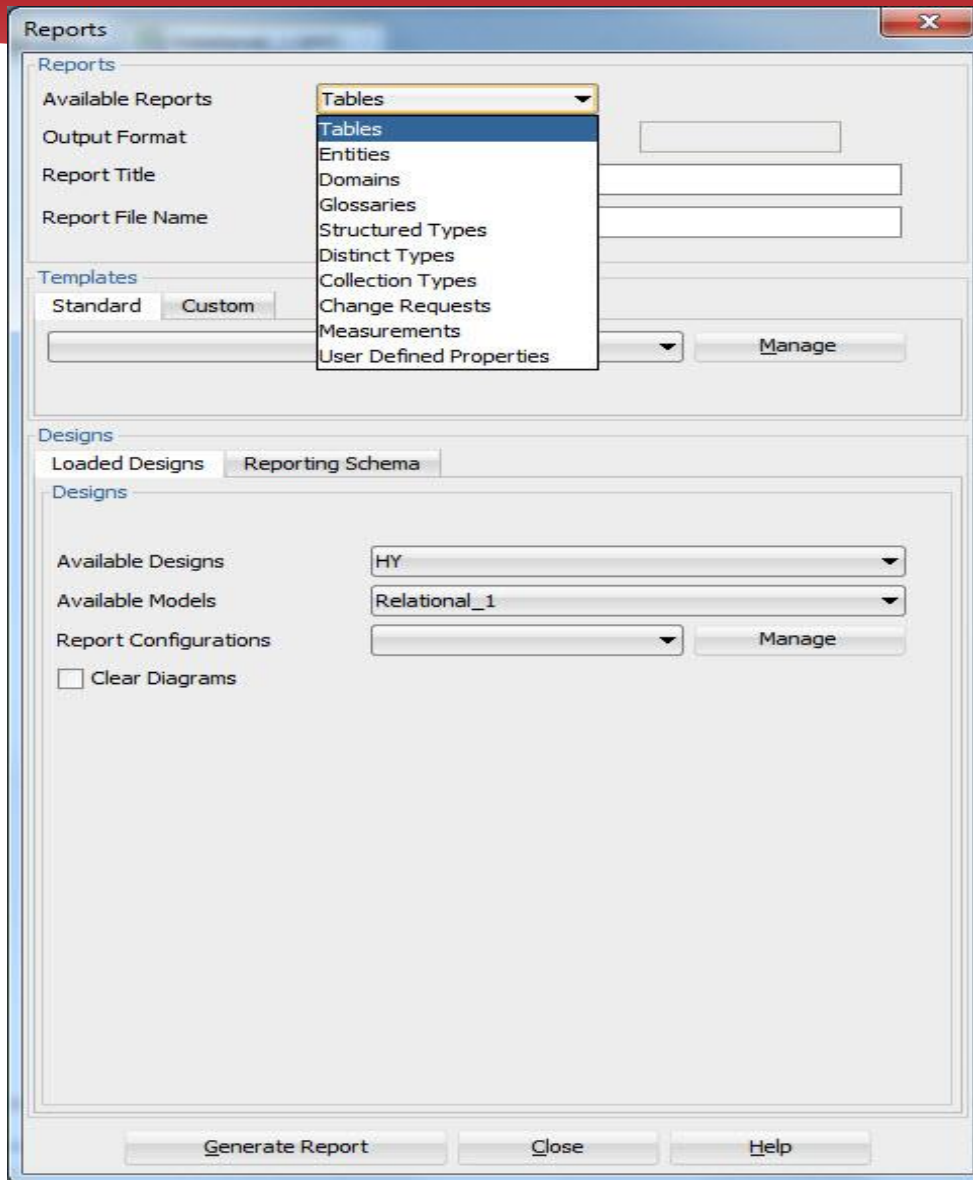 Reports
Reports
Available Reports
Tables
Output Format
Tables
Entities
Domains
Report Title
Glossaries
Report File Name
Structured Types
Distinct Types
Collection Types
Templates
Standard
Custom
Change Requests
Measurements
User Defined Properties
Manage
Designs
Loaded Designs
Reporting Schema
Designs
Available Designs
HY
Available Models
Relational_1
Report Configurations
Manage
Clear Diagrams
Generate Report
Close
Help